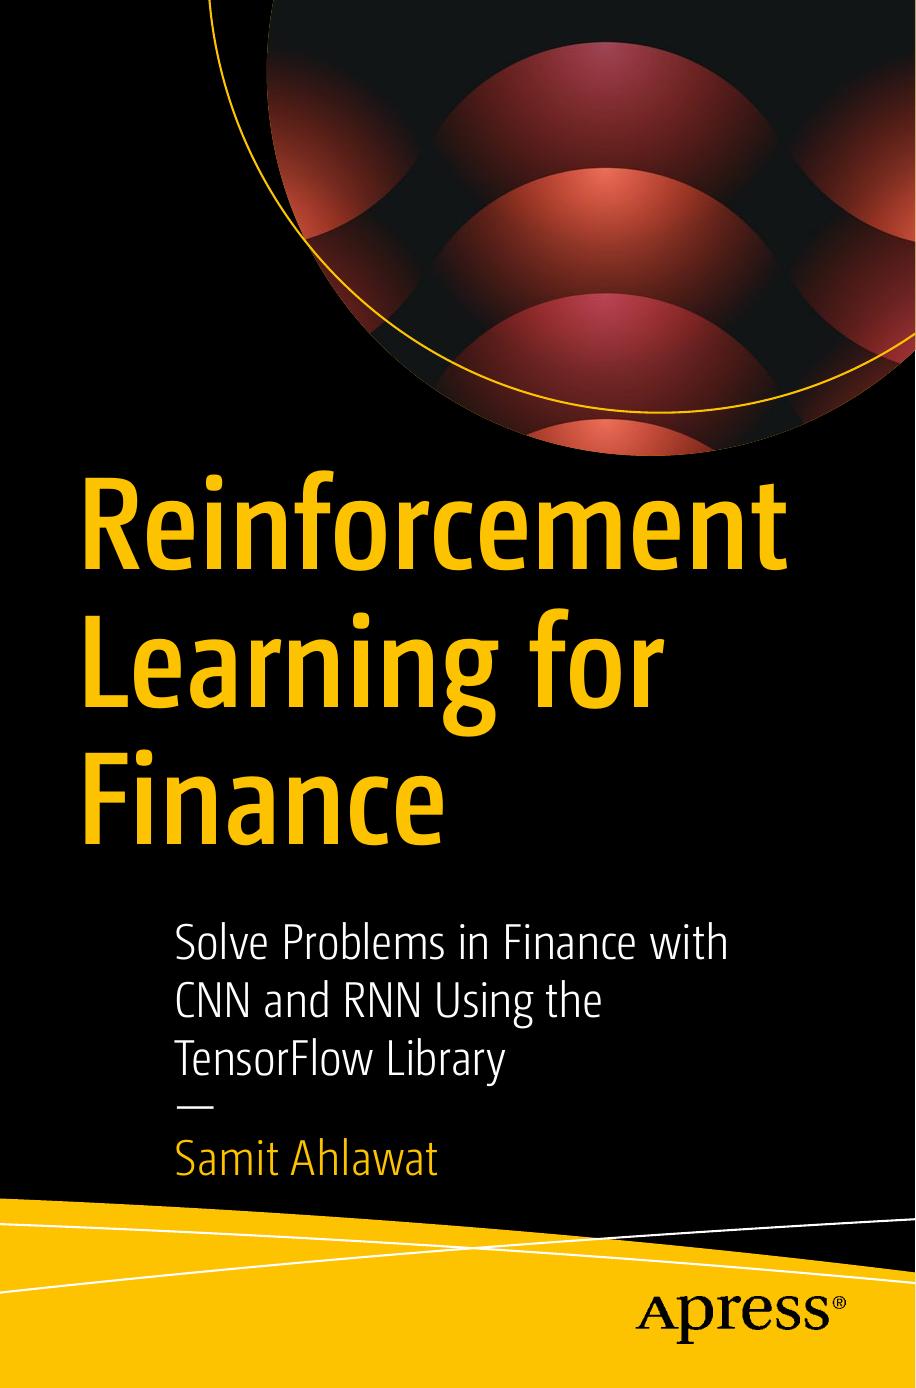 Reinforcement
Learning for
Finance
Solve Problems in Finance with
CNN and RNN Using the
TensorFlow Library
—
Samit Ahlawat
Apress®